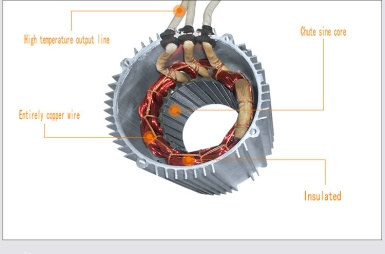 High temperature output line
Chute sine core
Entirely copper wire
Insulated